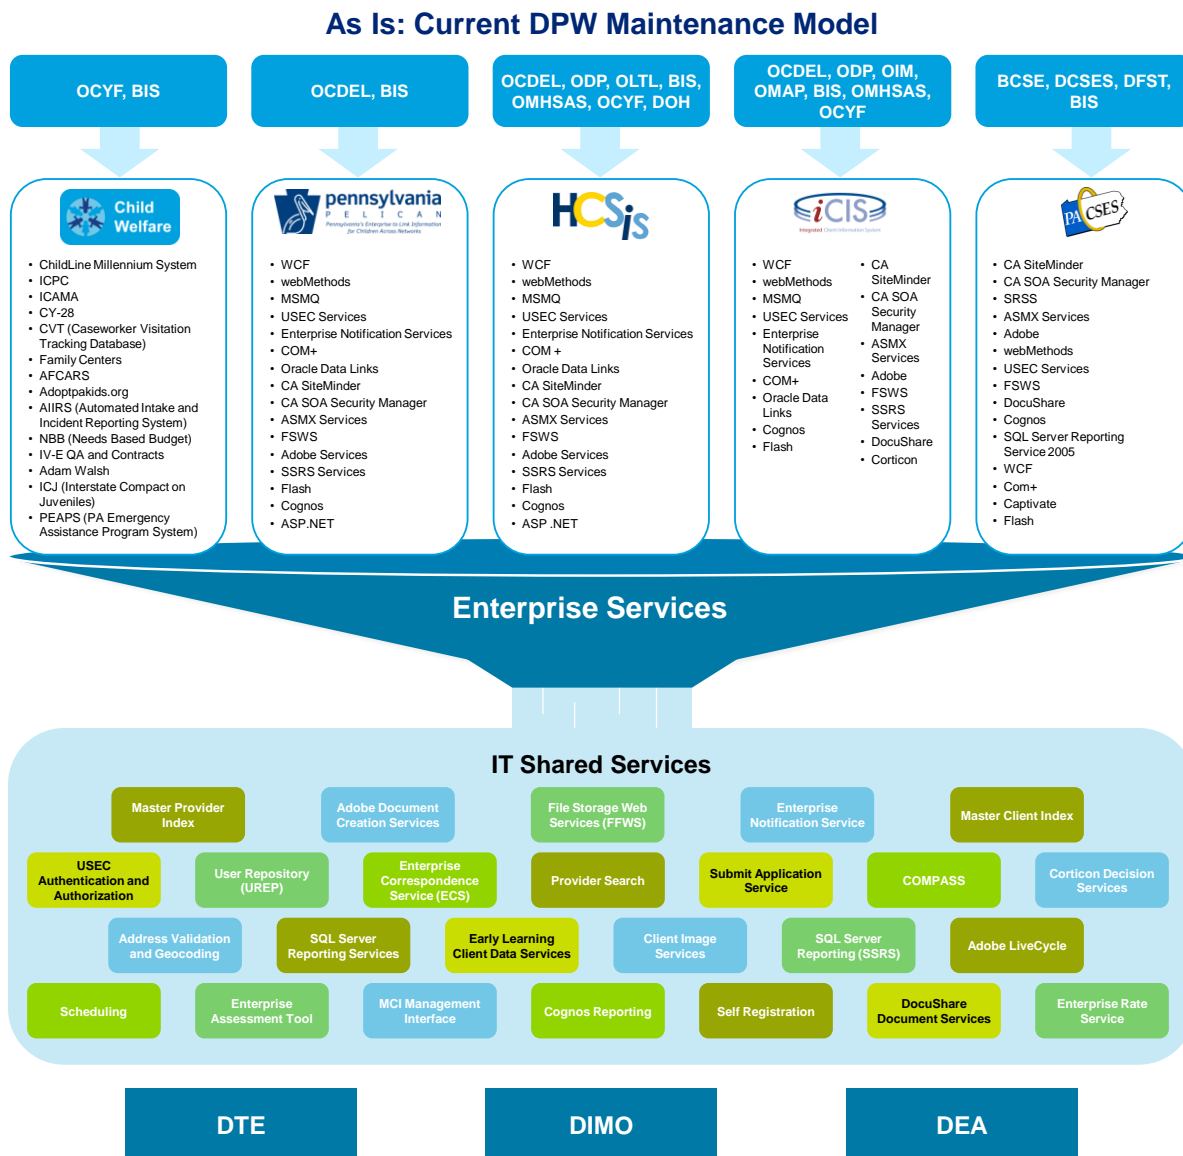 As Is: Current DPW Maintenance Model
OCYF, BIS
OCDEL, BIS
OCDEL, ODP, OLTL, BIS,
OMHSAS, OCYF, DOH
OCDEL, ODP, OIM,
OMAP, BIS, OMHSAS,
OCYF
BCSE, DCSES, DFST,
BIS
Child
Welfare
• ChildLine Millennium System
• ICPC
• ICAMA
• CY-28
• CVT (Caseworker Visitation
Tracking Database)
• Family Centers
• AFCARS
• Adoptpakids.org
• AIIRS (Automated Intake and
Incident Reporting System)
• NBB (Needs Based Budget)
• IV-E QA and Contracts
• Adam Walsh
• ICJ (Interstate Compact on
Juveniles)
• PEAPS (PA Emergency
Assistance Program System)
pennsylvania
PELICAN
Pennsylvania's Enterprise to Link Information
for Children Across Networks
• WCF
• webMethods
• MSMQ
• USEC Services
• Enterprise Notification Services
• COM+
• Oracle Data Links
• CA SiteMinder
• CA SOA Security Manager
• ASMX Services
• FSWS
• Adobe Services
• SSRS Services
• Flash
• Cognos
• ASP.NET
HCSiS
• WCF
• webMethods
• MSMQ
• USEC Services
• Enterprise Notification Services
• COM +
• Oracle Data Links
• CA SiteMinder
• CA SOA Security Manager
• ASMX Services
• FSWS
• Adobe Services
• SSRS Services
• Flash
• Cognos
• ASP .NET
iCIS
Integrated Client Information System
• WCF
• webMethods
• MSMQ
• USEC Services
• Enterprise
Notification
Services
• COM+
• Oracle Data
Links
• Cognos
• Flash
• CA
SiteMinder
• CA SOA
Security
Manager
• ASMX
Services
• Adobe
• FSWS
• SSRS
Services
• DocuShare
• Corticon
PACSES
• CA SiteMinder
• CA SOA Security Manager
• SRSS
• ASMX Services
• Adobe
• webMethods
• USEC Services
• FSWS
• DocuShare
• Cognos
• SQL Server Reporting
Service 2005
• WCF
• Com+
• Captivate
• Flash
Enterprise Services
IT Shared Services
Master Provider
Index
Adobe Document
Creation Services
File Storage Web
Services (FFWS)
Enterprise
Notification Service
Master Client Index
USEC
Authentication and
Authorization
User Repository
(UREP)
Enterprise
Correspondence
Service (ECS)
Provider Search
Submit Application
Service
COMPASS
Corticon Decision
Services
Address Validation
and Geocoding
SQL Server
Reporting Services
Early Learning
Client Data Services
Client Image
Services
SQL Server
Reporting (SSRS)
Adobe LiveCycle
Scheduling
Enterprise
Assessment Tool
MCI Management
Interface
Cognos Reporting
Self Registration
DocuShare
Document Services
Enterprise Rate
Service
DTE
DIMO
DEA